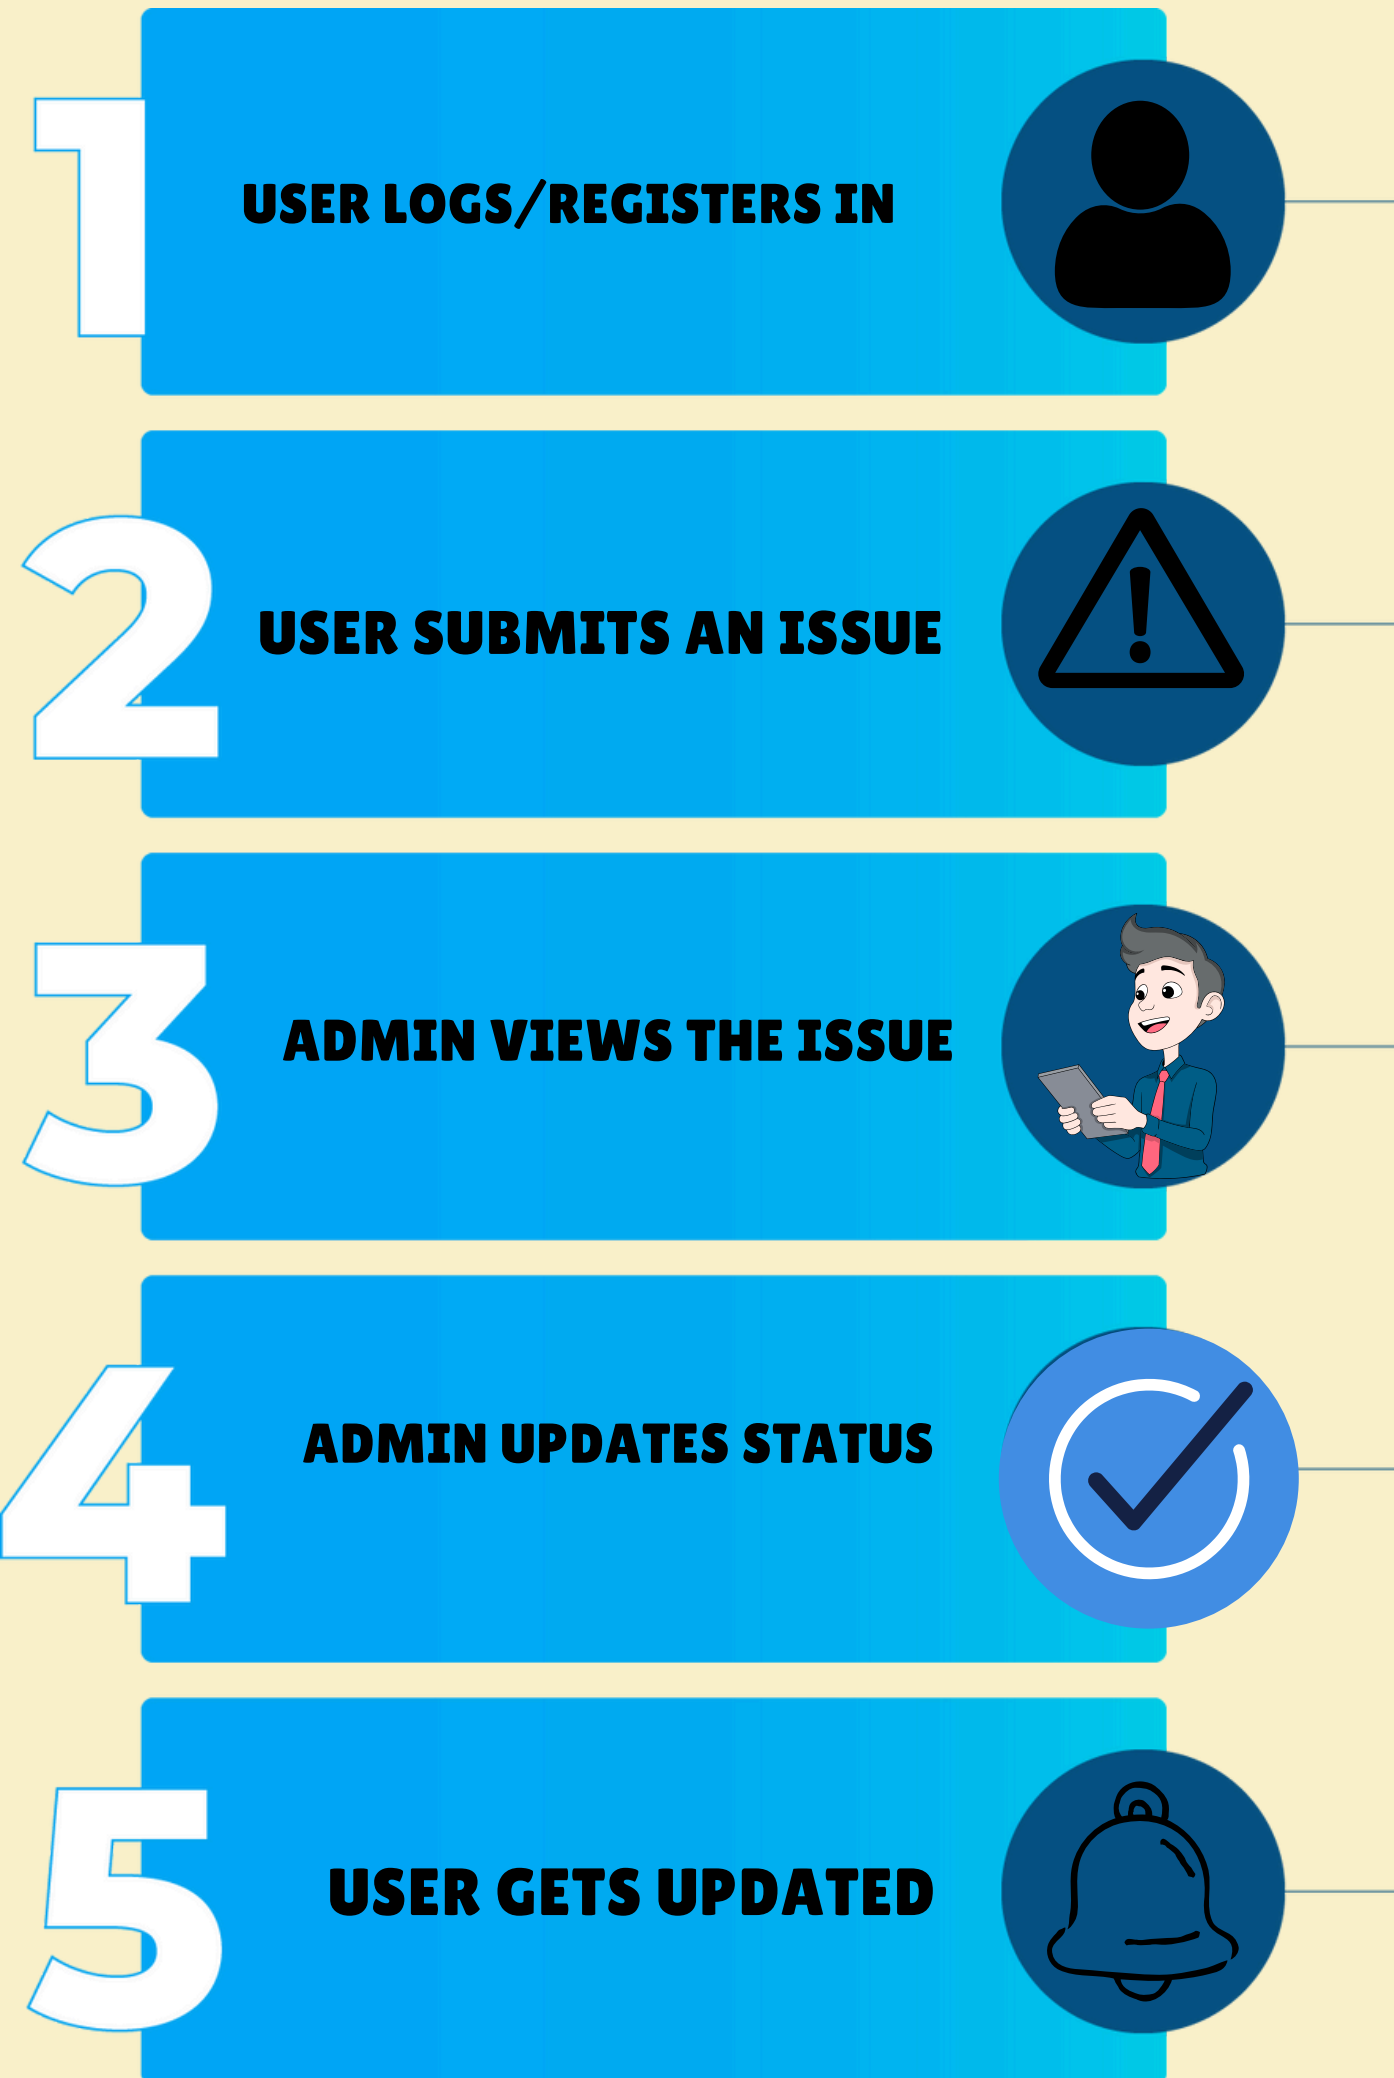 1
USER LOGS/REGISTERS IN
2
USER SUBMITS AN ISSUE
3
ADMIN VIEWS THE ISSUE
4
ADMIN UPDATES STATUS
5
USER GETS UPDATED